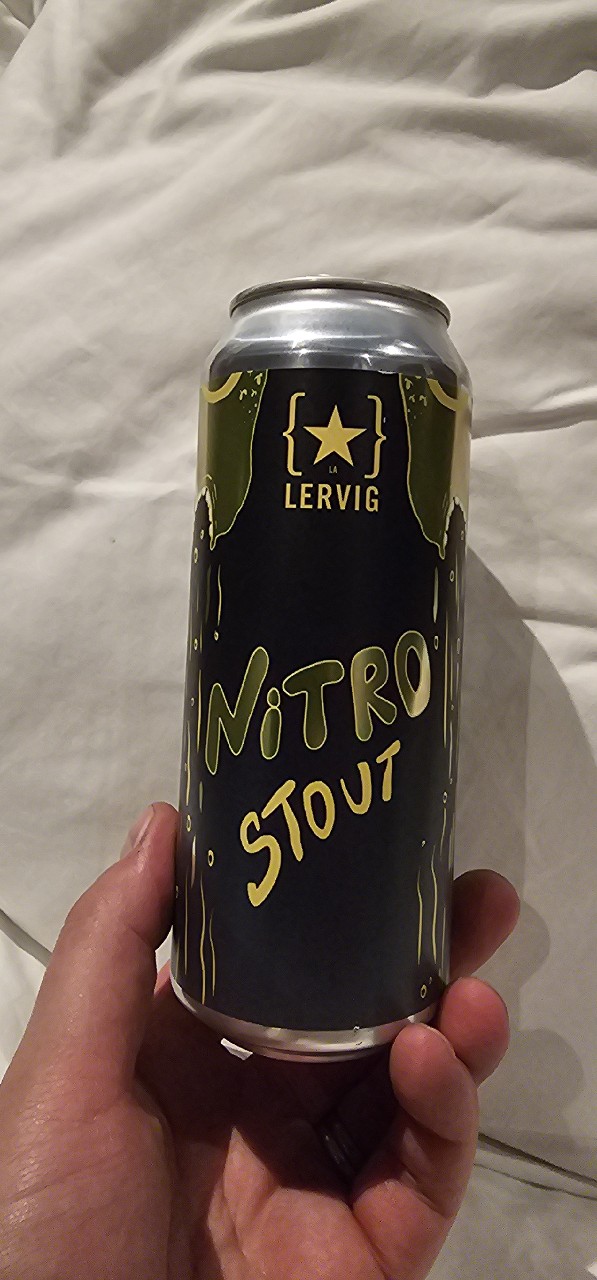 {★}
LA
LERVIG
NiTRO
STOUT